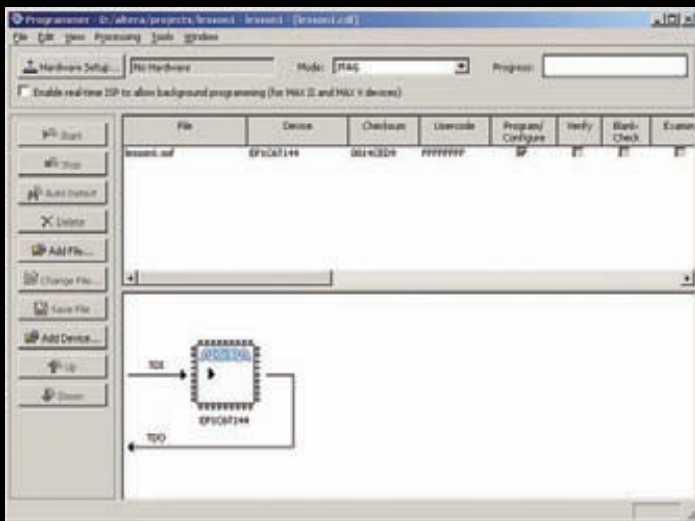 Programmer - D:/altera/projects/lesson1 - lesson1 - [lesson1.cdf]
File Edit View Processing Tools Window
Hardware Setup... No Hardware Mode: JTAG Progress:
Enable real-time ISP to allow background programming (for MAX II and MAX V devices)
Start
Stop
Auto Detect
Delete
Add File...
Change File...
Save File
Add Device...
Up
Down
File Device Checksum Usercode Program/Configure Verify Blank-Check Examine
lesson1.sof EP1C6T144 FFFFFFFF
TDI
EP1C6T144
TDO